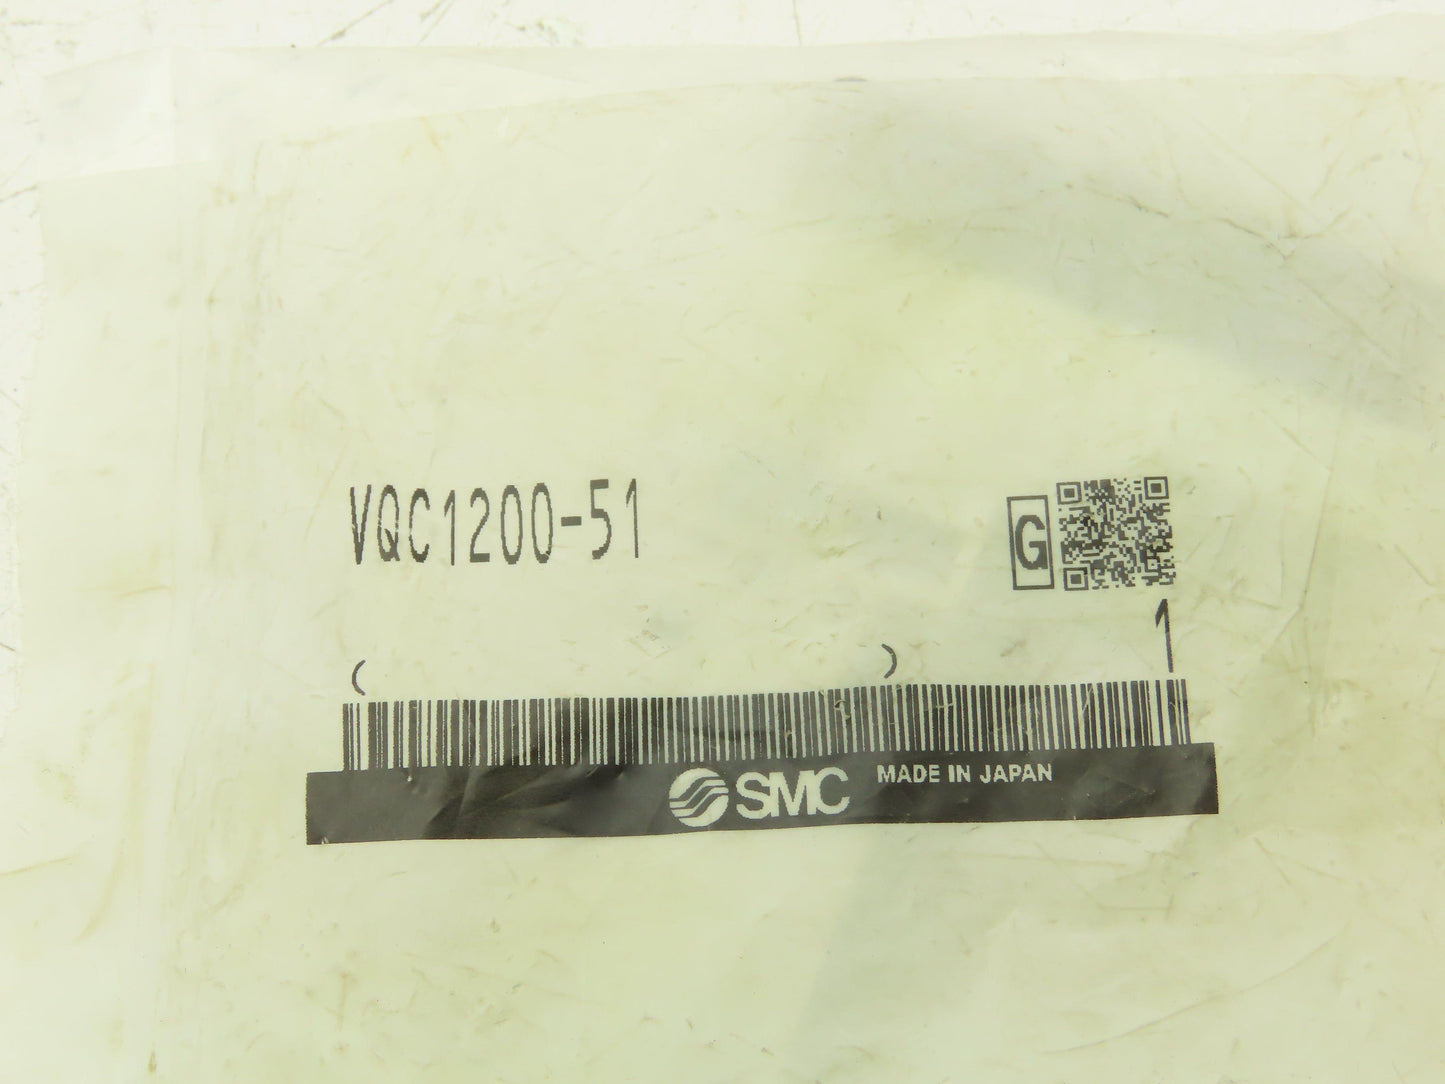 VQC1200-51
G
1
( )
SMC MADE IN JAPAN